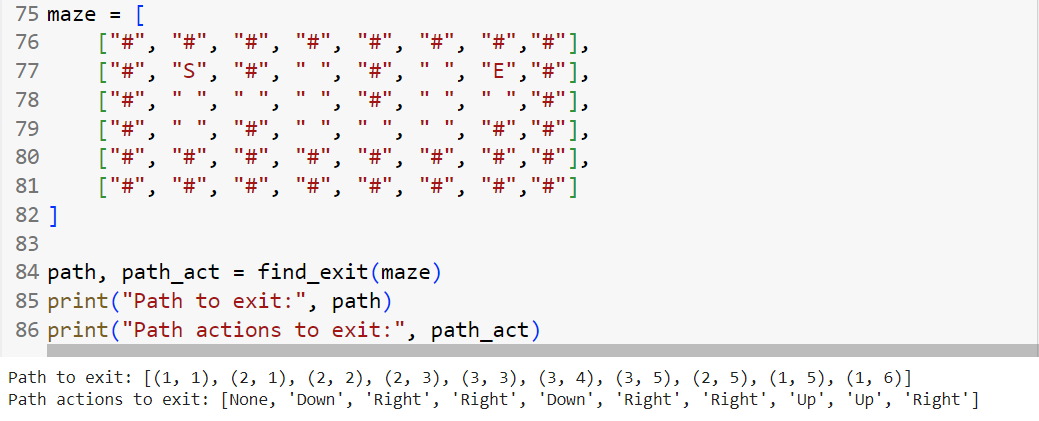 75 maze = [
76     ["#", "#", "#", "#", "#", "#", "#","#"],
77     ["#", "S", "#", " ", "#", " ", "E","#"],
78     ["#", " ", " ", " ", "#", " ", " ","#"],
79     ["#", " ", "#", " ", " ", " ", "#","#"],
80     ["#", "#", "#", "#", "#", "#", "#","#"],
81     ["#", "#", "#", "#", "#", "#", "#","#"]
82 ]
83
84 path, path_act = find_exit(maze)
85 print("Path to exit:", path)
86 print("Path actions to exit:", path_act)
Path to exit: [(1, 1), (2, 1), (2, 2), (2, 3), (3, 3), (3, 4), (3, 5), (2, 5), (1, 5), (1, 6)]
Path actions to exit: [None, 'Down', 'Right', 'Right', 'Down', 'Right', 'Right', 'Up', 'Up', 'Right']